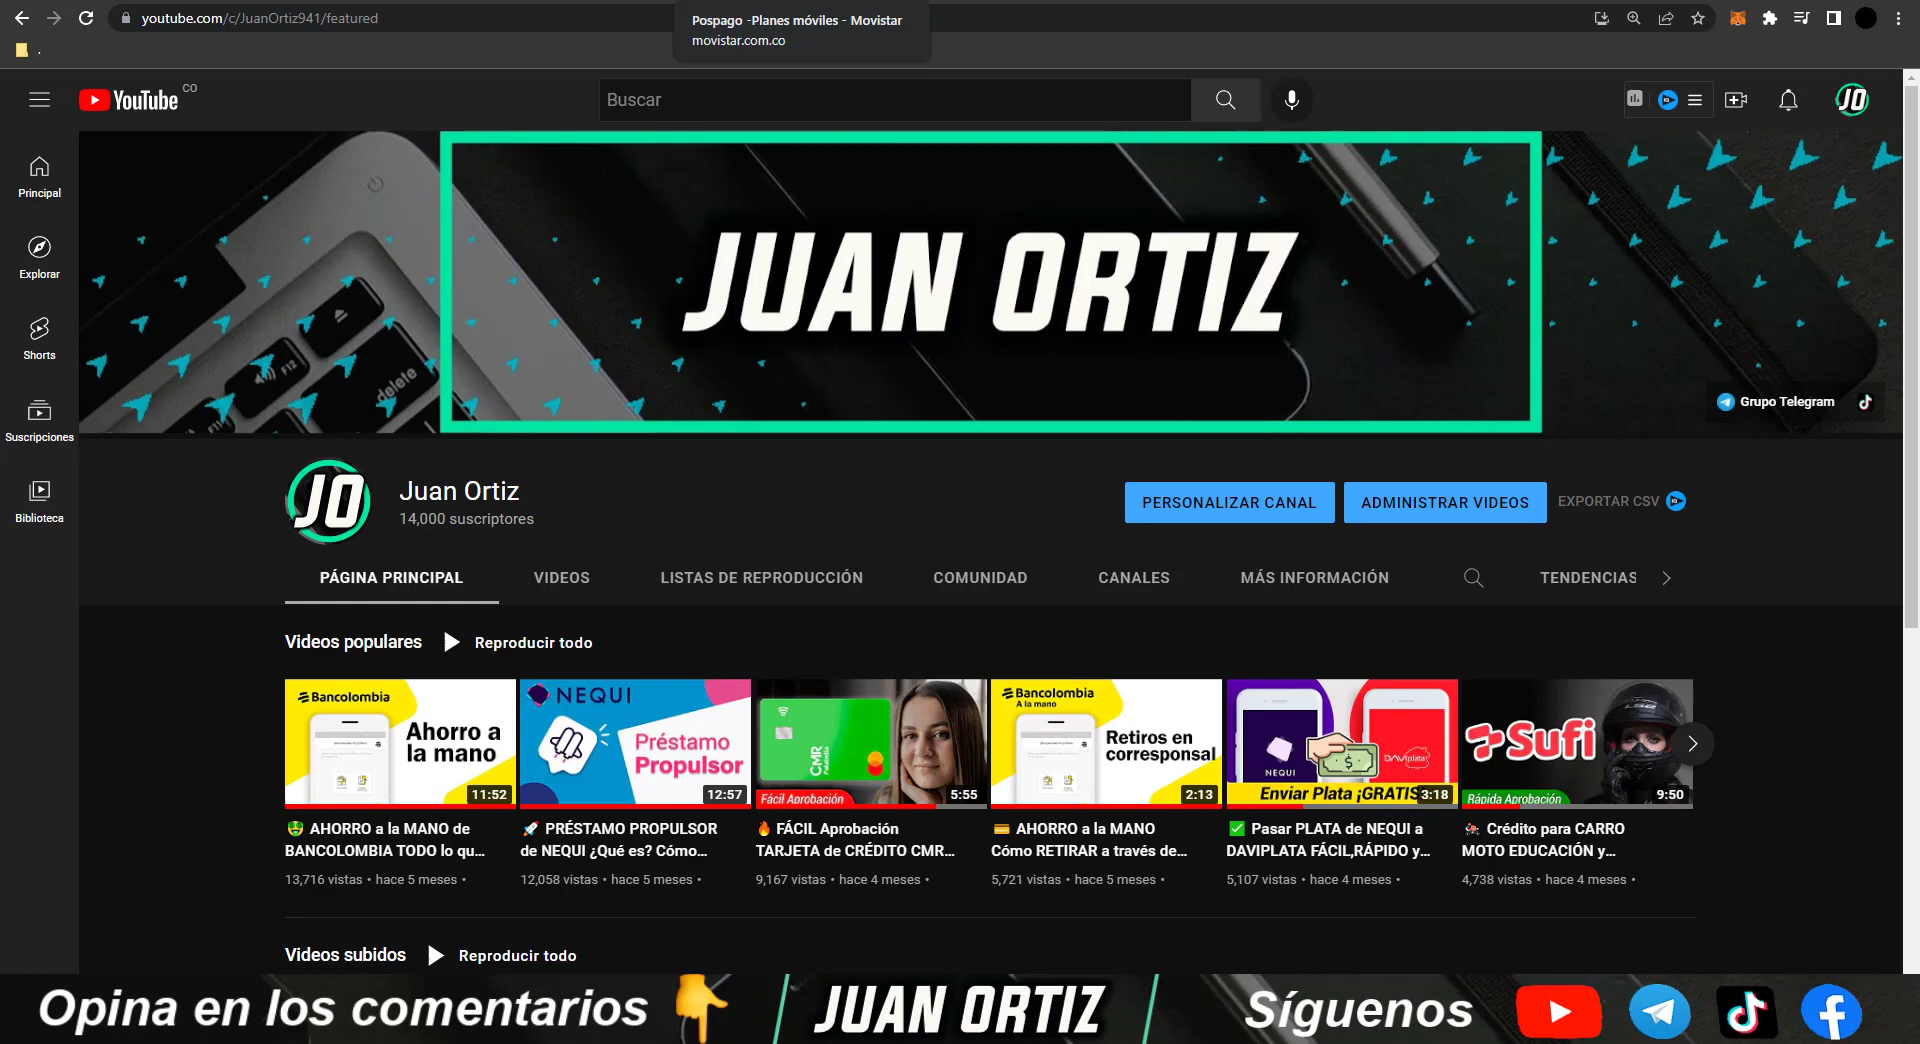 youtube.com/c/JuanOrtiz941/featured
Pospago -Planes móviles - Movistar
movistar.com.co
.
YouTube CO
Buscar
JO
Principal
Explorar
Shorts
Suscripciones
Biblioteca
F12
delete
F11
JUAN ORTIZ
Grupo Telegram
JO
Juan Ortiz
14,000 suscriptores
PERSONALIZAR CANAL
ADMINISTRAR VIDEOS
EXPORTAR CSV
PÁGINA PRINCIPAL
VIDEOS
LISTAS DE REPRODUCCIÓN
COMUNIDAD
CANALES
MÁS INFORMACIÓN
TENDENCIAS
Videos populares
Reproducir todo
Bancolombia
Ahorro a
la mano
11:52
NEQUI
Préstamo
Propulsor
12:57
CMR
Falabella
Fácil Aprobación
5:55
Bancolombia
A la mano
Retiros en
corresponsal
2:13
NEQUI
DAVIplata
Enviar Plata ¡GRATIS
3:18
Sufi
Rápida Aprobación
9:50
🤑 AHORRO a la MANO de
BANCOLOMBIA TODO lo qu...
13,716 vistas • hace 5 meses •
🚀 PRÉSTAMO PROPULSOR
de NEQUI ¿Qué es? Cómo...
12,058 vistas • hace 5 meses •
🔥 FÁCIL Aprobación
TARJETA de CRÉDITO CMR...
9,167 vistas • hace 4 meses •
💳 AHORRO a la MANO
Cómo RETIRAR a través de...
5,721 vistas • hace 5 meses •
✅ Pasar PLATA de NEQUI a
DAVIPLATA FÁCIL,RÁPIDO y...
5,107 vistas • hace 4 meses •
🏍 Crédito para CARRO
MOTO EDUCACIÓN y...
4,738 vistas • hace 4 meses •
Videos subidos
Reproducir todo
Opina en los comentarios
JUAN ORTIZ
Síguenos